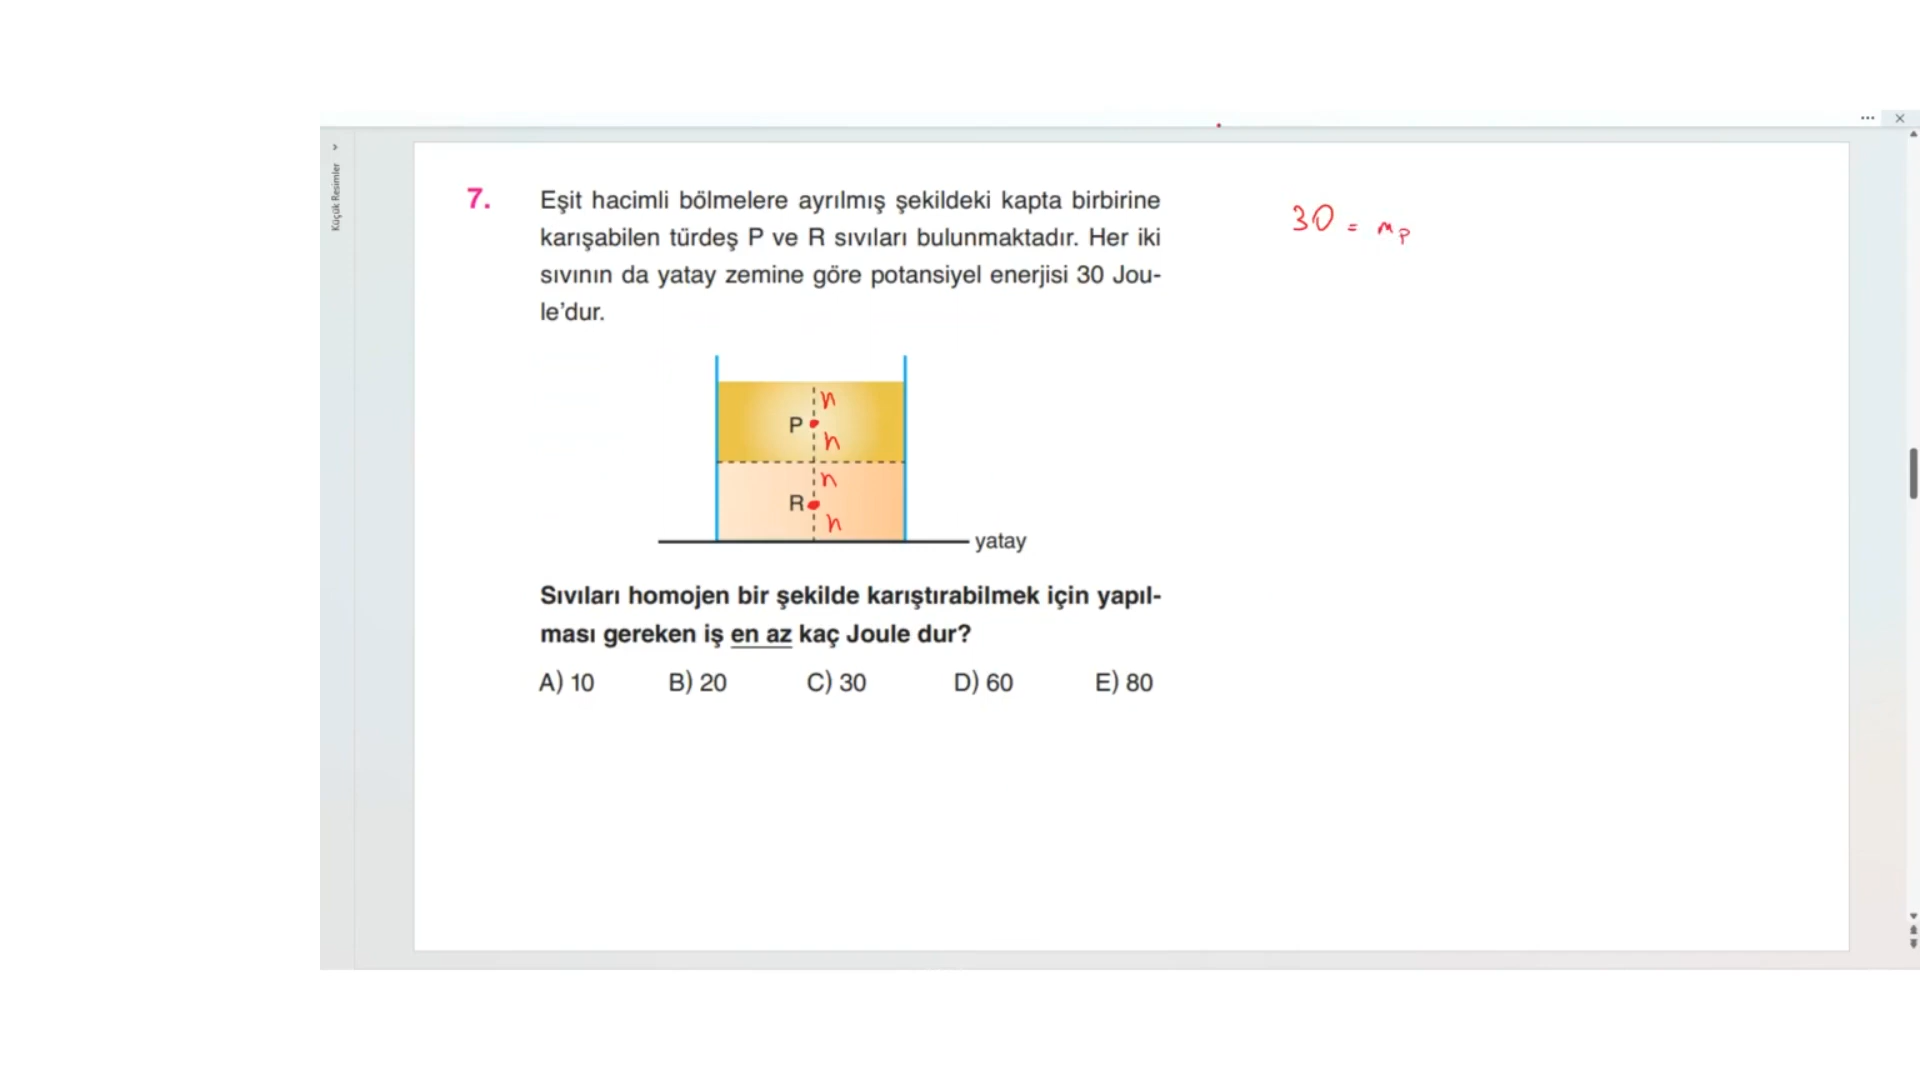 Küçük Resimler
7. Eşit hacimli bölmelere ayrılmış şekildeki kapta birbirine
karışabilen türdeş P ve R sıvıları bulunmaktadır. Her iki
sıvının da yatay zemine göre potansiyel enerjisi 30 Jou-
le'dur.
30 = mP
h
P
h
h
R
h
yatay
Sıvıları homojen bir şekilde karıştırabilmek için yapıl-
ması gereken iş en az kaç Joule dur?
A) 10 B) 20 C) 30 D) 60 E) 80